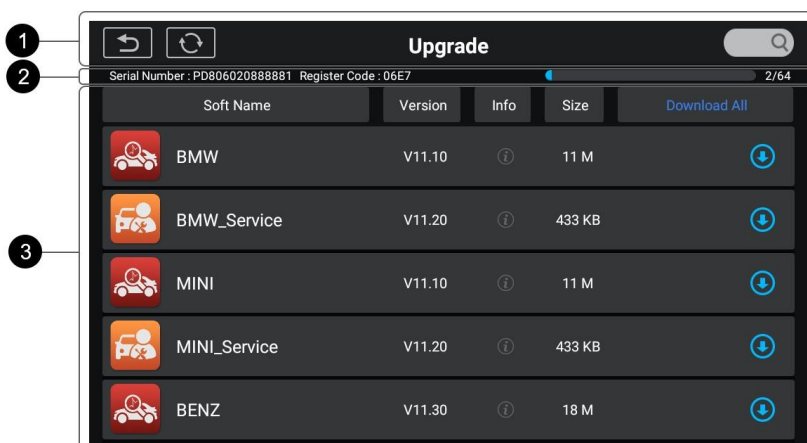 1
Upgrade
2
Serial Number : PD806020888881 Register Code : 06E7 2/64
Soft Name Version Info Size Download All
BMW V11.10 i 11 M
BMW_Service V11.20 i 433 KB
3
MINI V11.10 i 11 M
MINI_Service V11.20 i 433 KB
BENZ V11.30 i 18 M